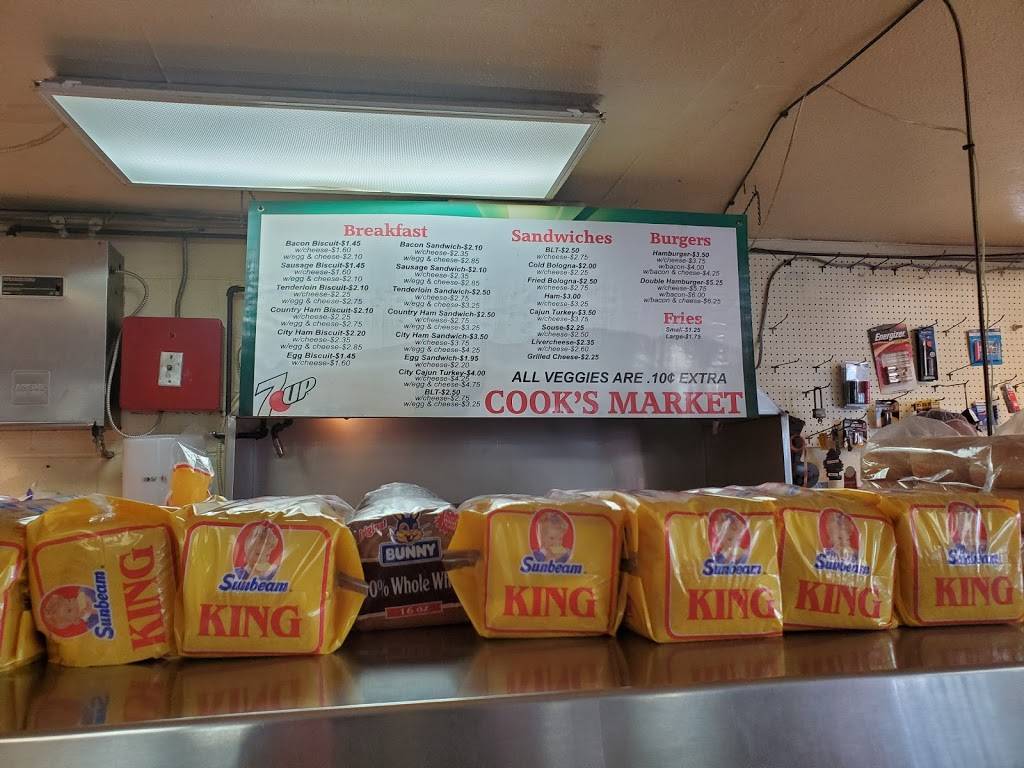 Breakfast
Bacon Biscuit-$1.45
w/cheese-$1.60
w/egg & cheese-$2.10
Sausage Biscuit-$1.45
w/cheese-$1.60
w/egg & cheese-$2.10
Tenderloin Biscuit-$2.10
w/cheese-$2.25
w/egg & cheese-$2.75
Country Ham Biscuit-$2.10
w/cheese-$2.25
w/egg & cheese-$2.75
City Ham Biscuit-$2.20
w/cheese-$2.35
w/egg & cheese-$2.85
Egg Biscuit-$1.45
w/cheese-$1.60
Bacon Sandwich-$2.10
w/cheese-$2.35
w/egg & cheese-$2.85
Sausage Sandwich-$2.10
w/cheese-$2.35
w/egg & cheese-$2.85
Tenderloin Sandwich-$2.50
w/cheese-$2.75
w/egg & cheese-$3.25
Country Ham Sandwich-$2.50
w/cheese-$2.75
w/egg & cheese-$3.25
City Ham Sandwich-$3.50
w/cheese-$3.75
w/egg & cheese-$4.25
Egg Sandwich-$1.95
w/cheese-$2.20
City Cajun Turkey-$4.00
w/cheese-$4.25
w/egg & cheese-$4.75
BLT-$2.50
w/cheese-$2.75
w/egg & cheese-$3.25
Sandwiches
BLT-$2.50
w/cheese-$2.75
Cold Bologna-$2.00
w/cheese-$2.25
Fried Bologna-$2.50
w/cheese-$2.75
Ham-$3.00
w/cheese-$3.25
Cajun Turkey-$3.50
w/cheese-$3.75
Souse-$2.25
w/cheese-$2.50
Livercheese-$2.35
w/cheese-$2.60
Grilled Cheese-$2.25
Burgers
Hamburger-$3.50
w/cheese-$3.75
w/bacon-$4.00
w/bacon & cheese-$4.25
Double Hamburger-$5.25
w/cheese-$5.75
w/bacon-$6.00
w/bacon & cheese-$6.25
Fries
Small-$1.25
Large-$1.75
7UP
ALL VEGGIES ARE .10¢ EXTRA
COOK'S MARKET
Energizer
Sunbeam
KING
Sunbeam
KING
BUNNY
Whole
16 OZ
Sunbeam
KING
Sunbeam
KING
Sunbeam
KING
Sunbeam
KING